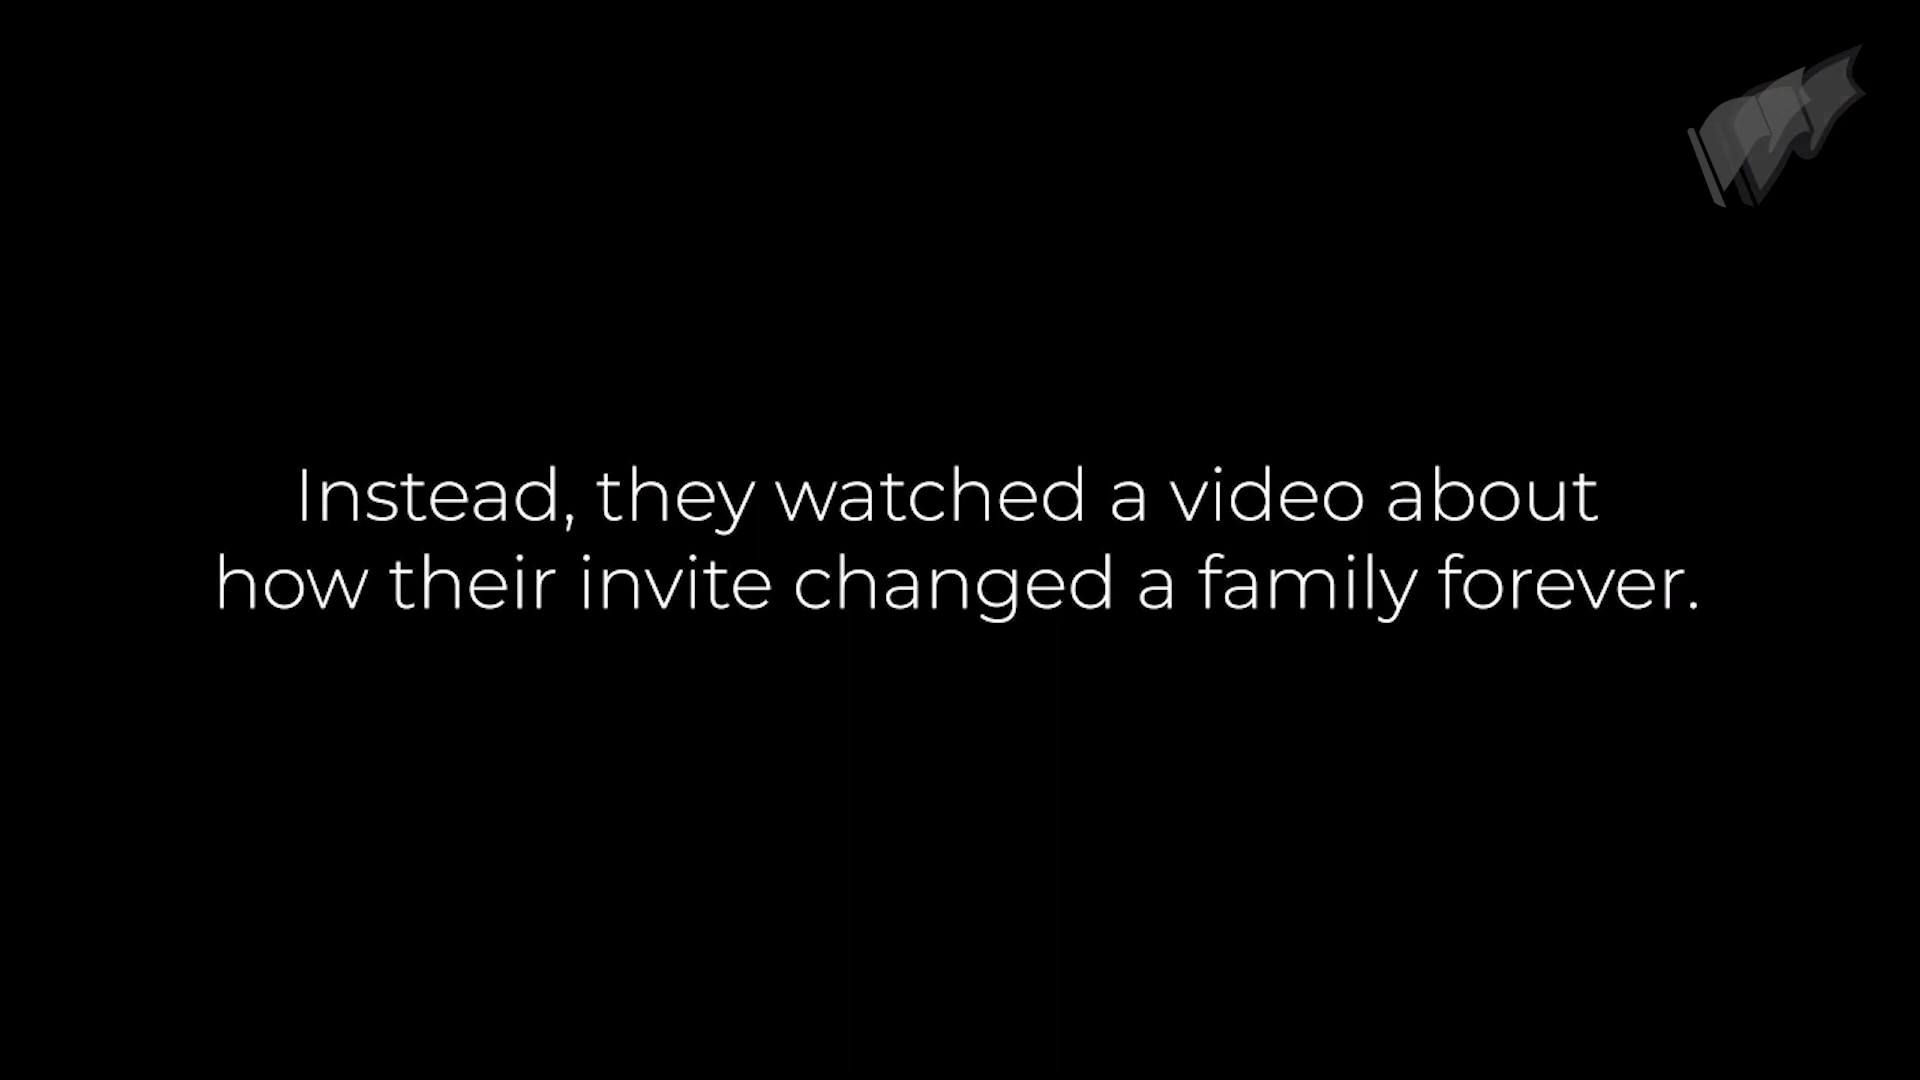 Instead, they watched a video about
how their invite changed a family forever.